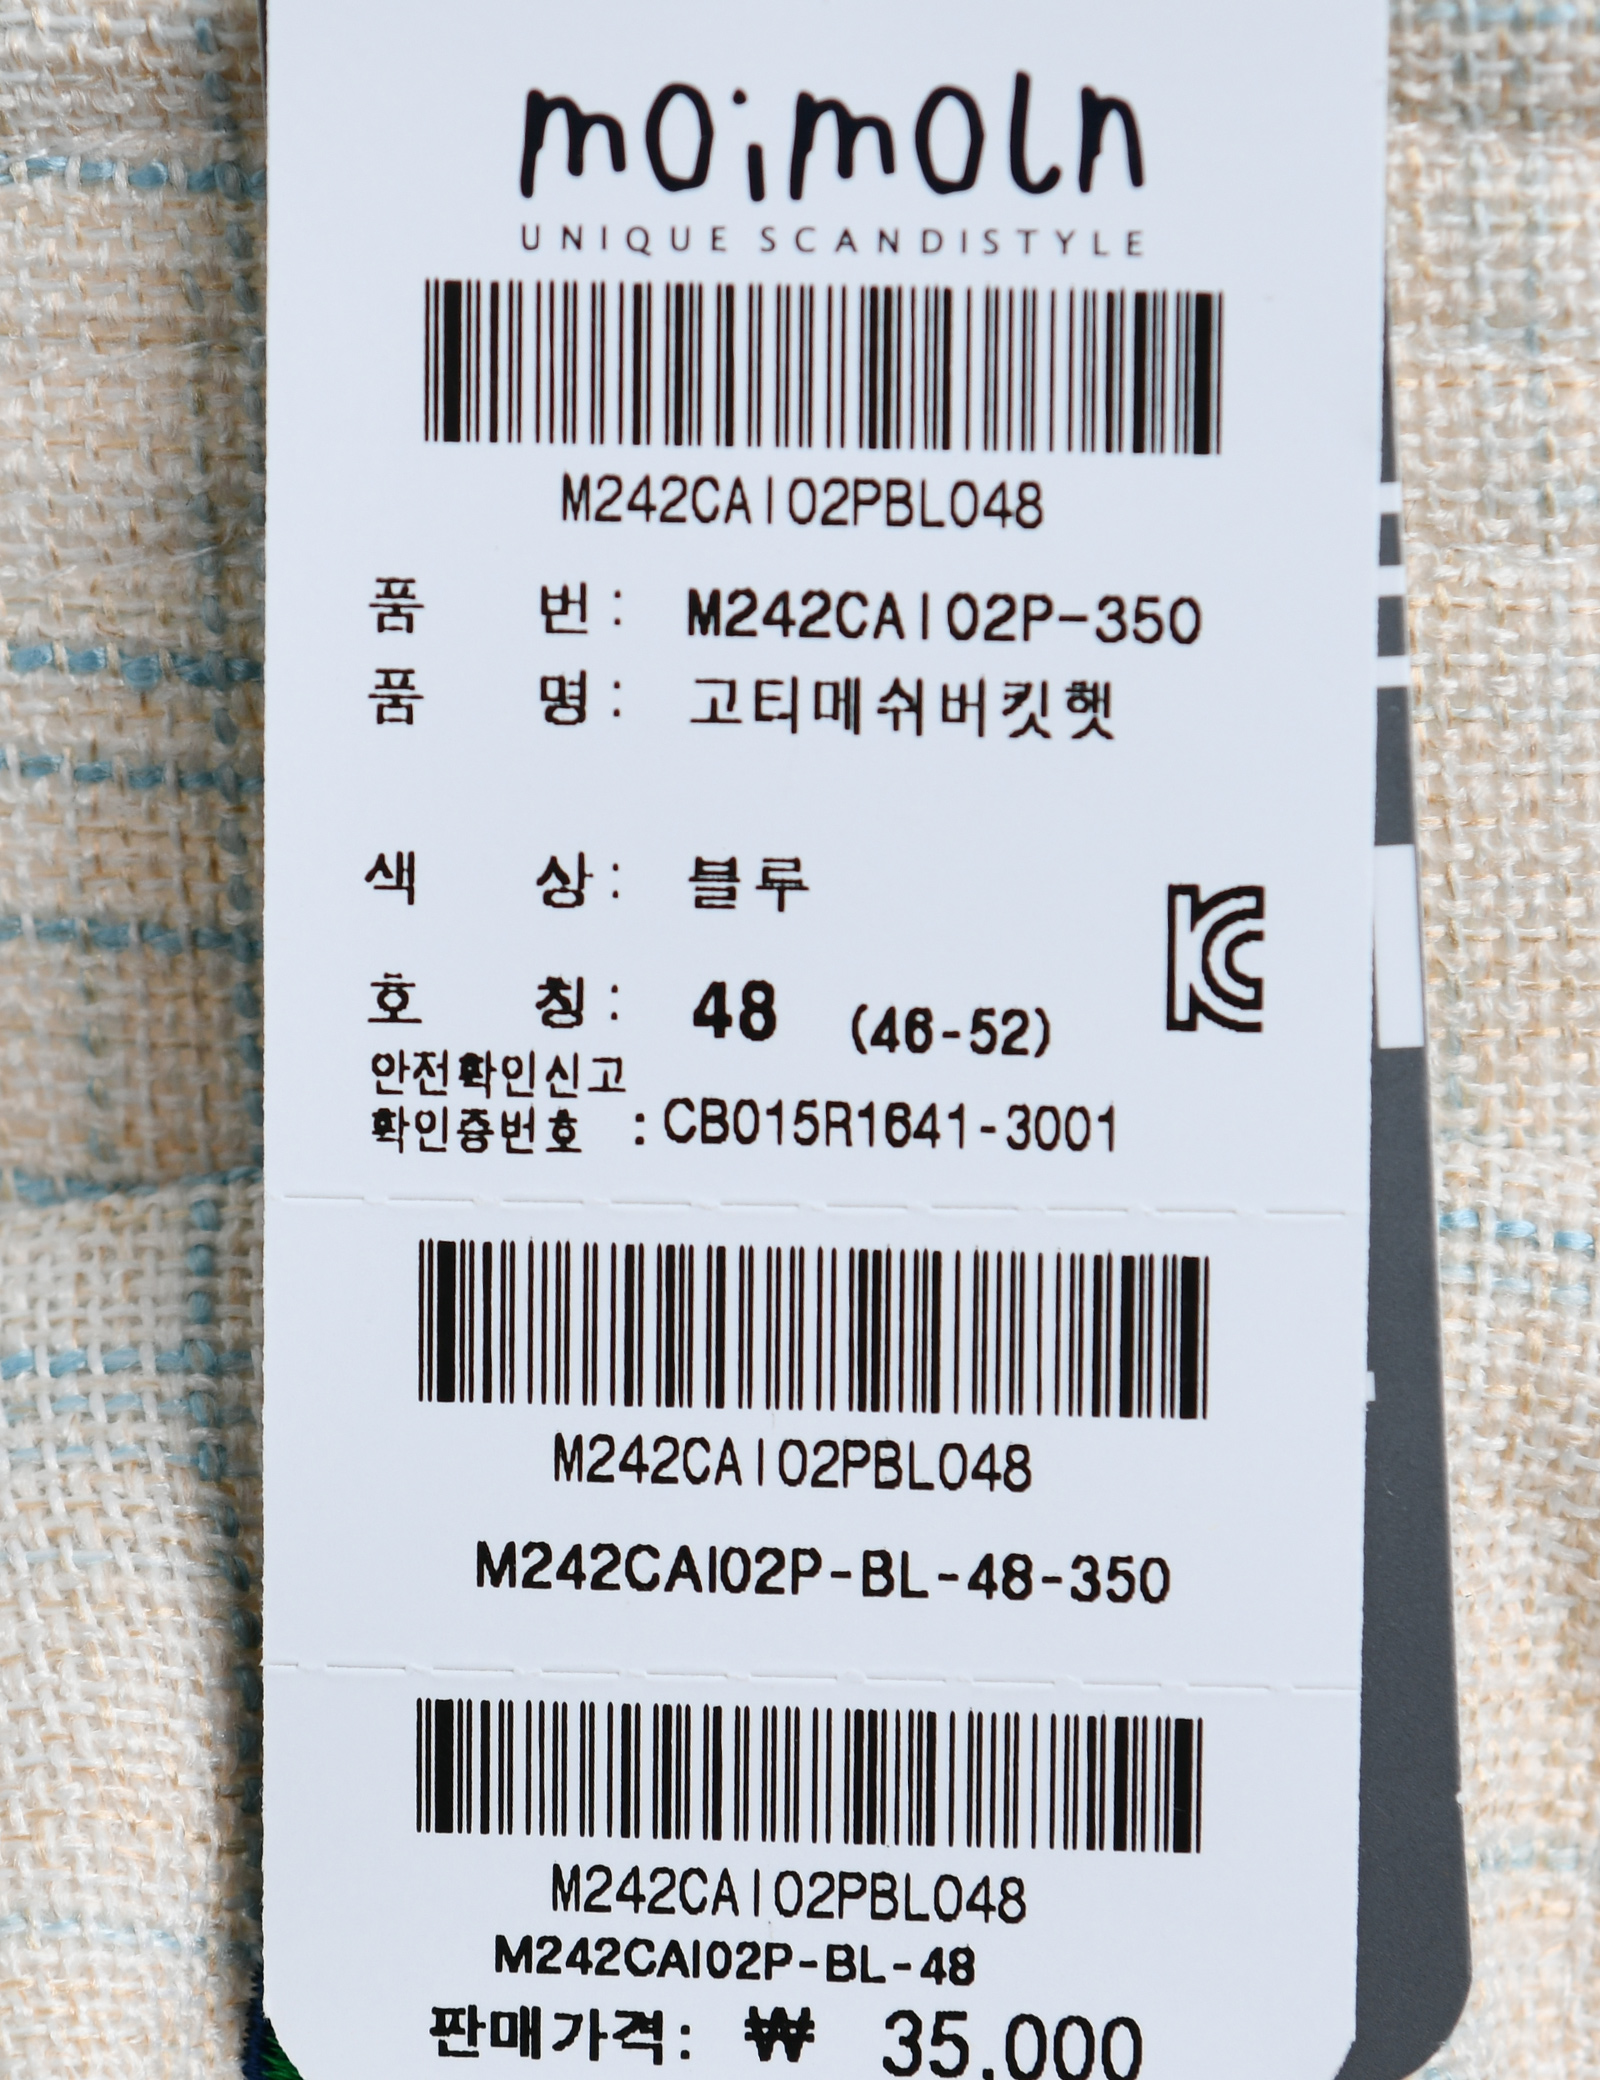 moimoln
UNIQUE SCANDISTYLE
M242CAI02PBL048
품 번: M242CAI02P-350
품 명: 고티메쉬버킷햇
색 상: 블루
호 칭: 48 (46-52)
안전확인신고
확인증번호 : CB015R1641-3001
M242CAI02PBL048
M242CAI02P-BL-48-350
M242CAI02PBL048
M242CAI02P-BL-48
판매가격: ₩ 35,000